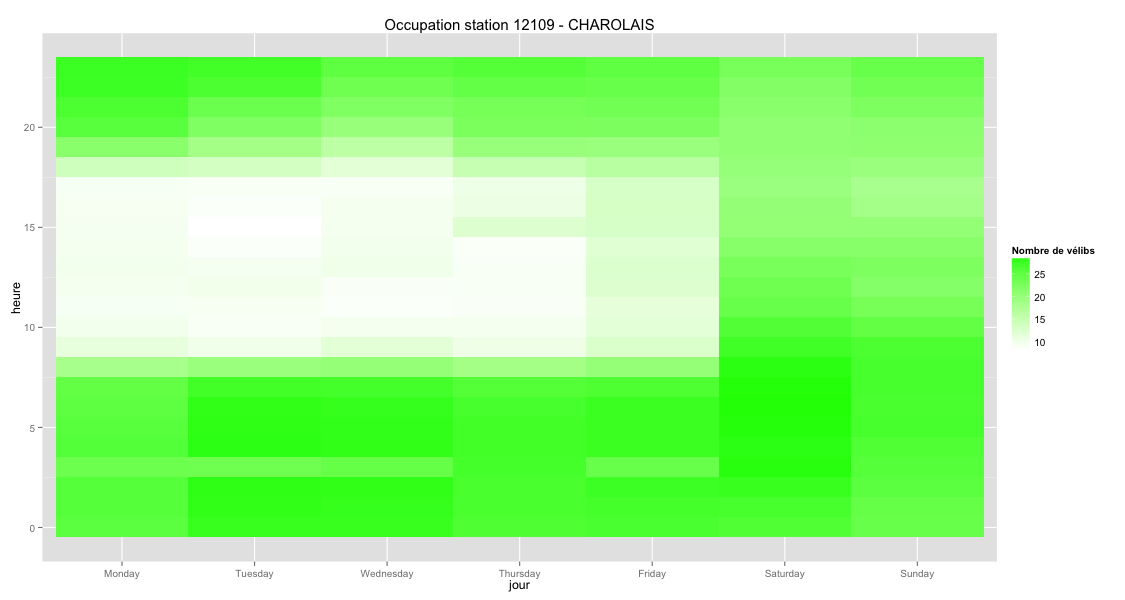 Occupation station 12109 - CHAROLAIS
heure
20
15
10
5
0
Monday Tuesday Wednesday Thursday Friday Saturday Sunday
jour
Nombre de vélibs
25
20
15
10